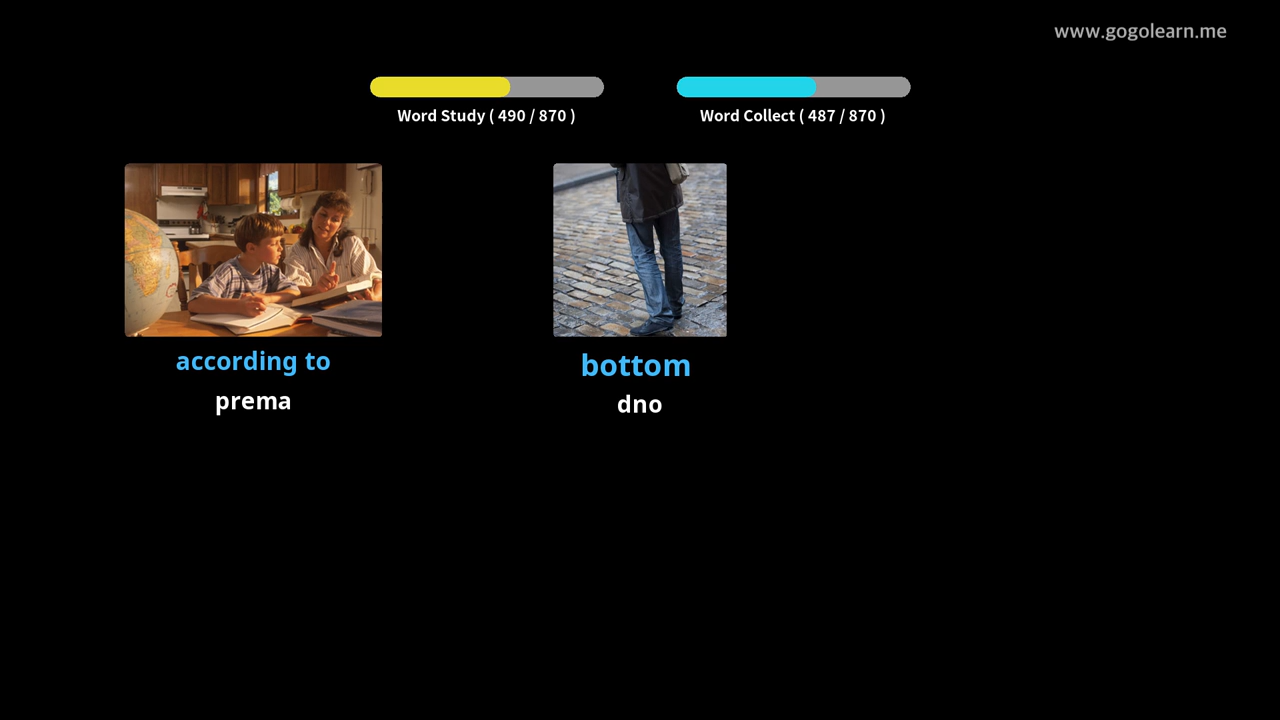 www.gogolearn.me
Word Study ( 490 / 870 )
Word Collect ( 487 / 870 )
according to
prema
bottom
dno